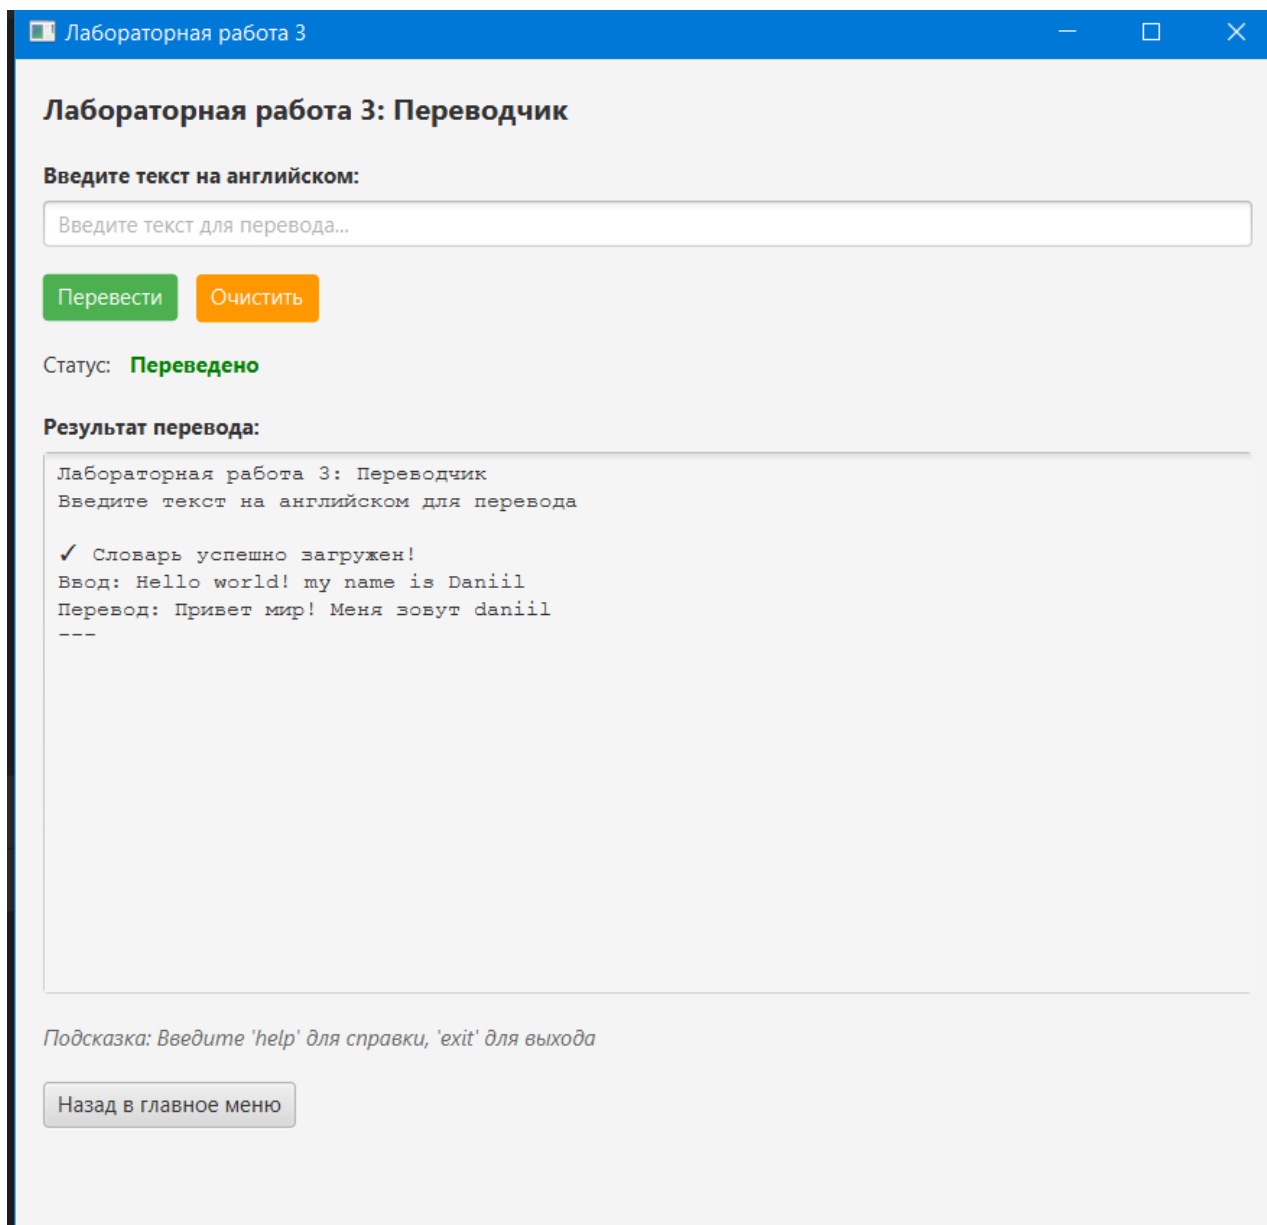 Лабораторная работа 3
Лабораторная работа 3: Переводчик
Введите текст на английском:
Введите текст для перевода...
Перевести Очистить
Статус: Переведено
Результат перевода:
Лабораторная работа 3: Переводчик
Введите текст на английском для перевода
✓ Словарь успешно загружен!
Ввод: Hello world! my name is Daniil
Перевод: Привет мир! Меня зовут daniil
---
Подсказка: Введите 'help' для справки, 'exit' для выхода
Назад в главное меню